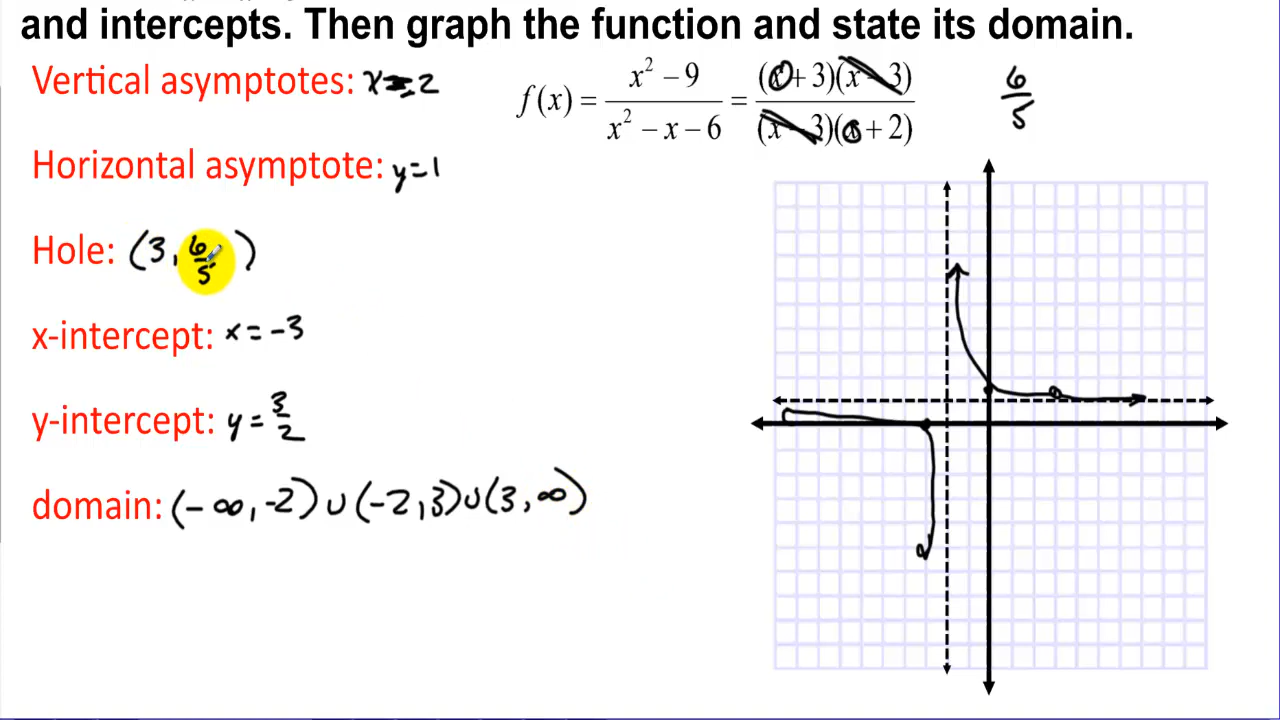 and intercepts. Then graph the function and state its domain.
Vertical asymptotes: x=-2
f(x) = (x² − 9)/(x² − x − 6) = ((x + 3)(x − 3))/((x − 3)(x + 2))
6/5
Horizontal asymptote: y=1
Hole: (3, 6/5)
x-intercept: x = -3
y-intercept: y = 3/2
domain: (-∞, -2) ∪ (-2, 3) ∪ (3, ∞)